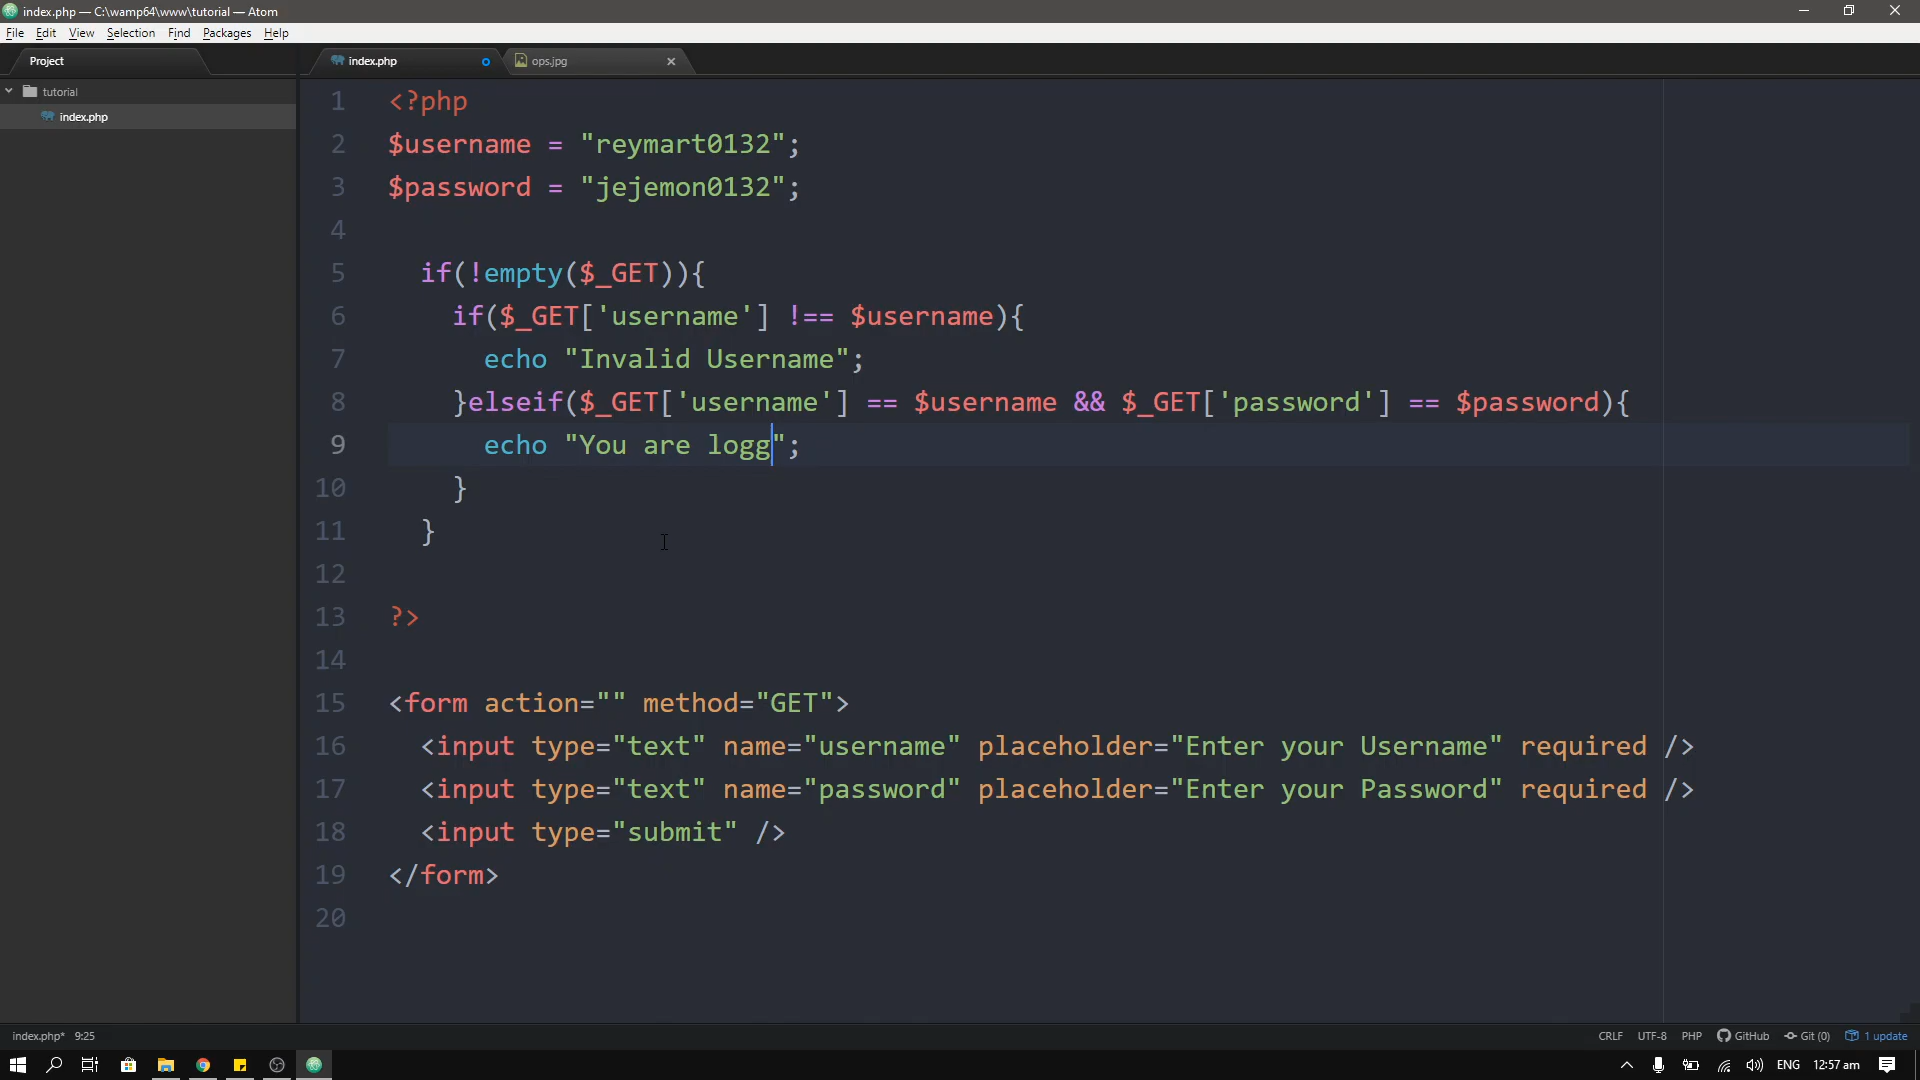 index.php — C:\wamp64\www\tutorial — Atom
File Edit View Selection Find Packages Help
Project
index.php
ops.jpg
tutorial
index.php
1 <?php
2 $username = "reymart0132";
3 $password = "jejemon0132";
4
5 if(!empty($_GET)){
6 if($_GET['username'] !== $username){
7 echo "Invalid Username";
8 }elseif($_GET['username'] == $username && $_GET['password'] == $password){
9 echo "You are logg";
10 }
11 }
12
13 ?>
14
15 <form action="" method="GET">
16 <input type="text" name="username" placeholder="Enter your Username" required />
17 <input type="text" name="password" placeholder="Enter your Password" required />
18 <input type="submit" />
19 </form>
20
index.php* 9:25
CRLF UTF-8 PHP GitHub Git (0) 1 update
ENG 12:57 am